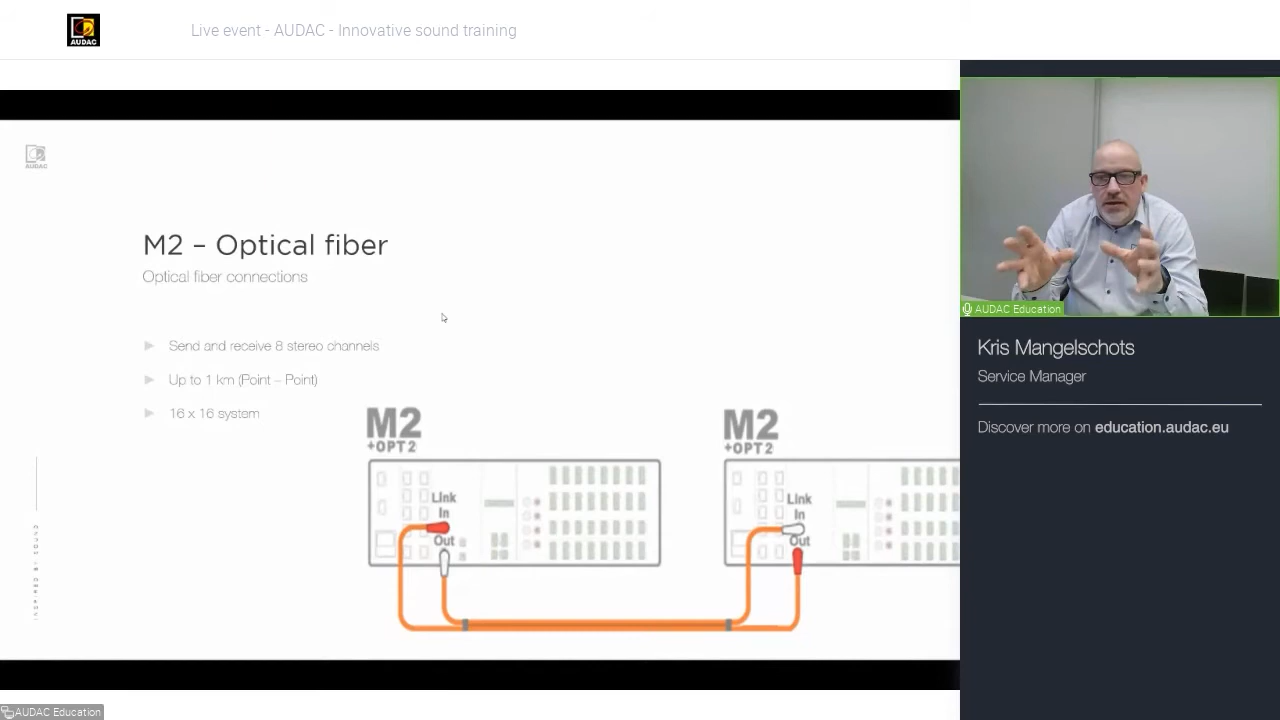 AUDAC
Live event - AUDAC - Innovative sound training
AUDAC
M2 – Optical fiber
Optical fiber connections
Send and receive 8 stereo channels
Up to 1 km (Point – Point)
16 x 16 system
M2
+OPT2
Link
In
Out
M2
+OPT2
Link
In
Out
AUDAC Education
Kris Mangelschots
Service Manager
Discover more on education.audac.eu
AUDAC Education